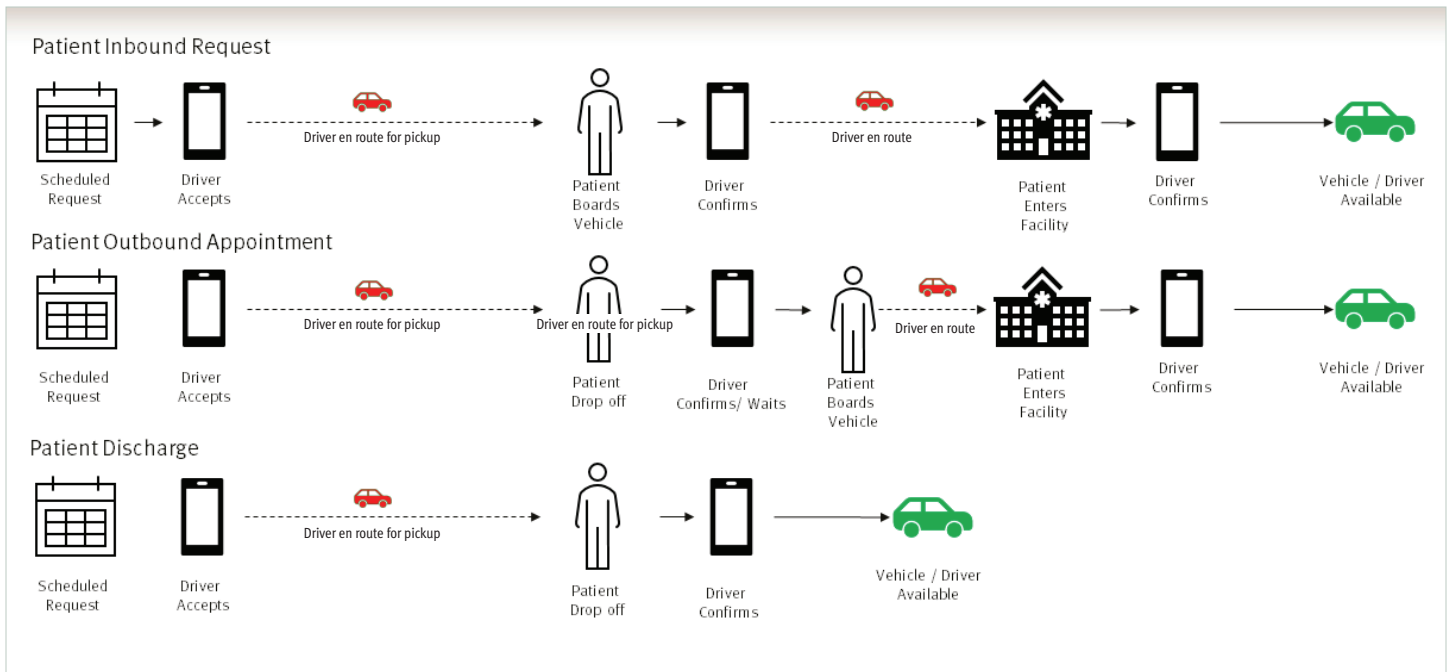 Patient Inbound Request
Driver en route for pickup
Driver en route
Scheduled
Request
Driver
Accepts
Patient
Boards
Vehicle
Driver
Confirms
Patient
Enters
Facility
Driver
Confirms
Vehicle / Driver
Available
Patient Outbound Appointment
Driver en route for pickup
Driver en route for pickup
Driver en route
Scheduled
Request
Driver
Accepts
Patient
Drop off
Driver
Confirms/ Waits
Patient
Boards
Vehicle
Patient
Enters
Facility
Driver
Confirms
Vehicle / Driver
Available
Patient Discharge
Driver en route for pickup
Scheduled
Request
Driver
Accepts
Patient
Drop off
Driver
Confirms
Vehicle / Driver
Available